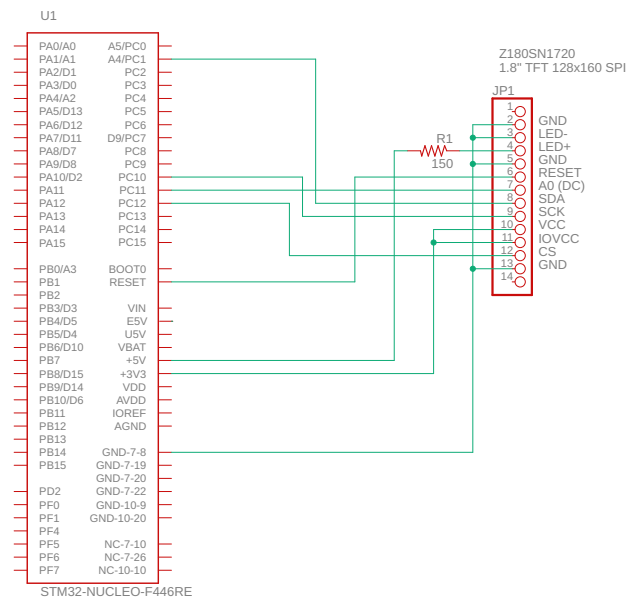 U1
PA0/A0 A5/PC0
PA1/A1 A4/PC1
PA2/D1 PC2
PA3/D0 PC3
PA4/A2 PC4
PA5/D13 PC5
PA6/D12 PC6
PA7/D11 D9/PC7
PA8/D7 PC8
PA9/D8 PC9
PA10/D2 PC10
PA11 PC11
PA12 PC12
PA13 PC13
PA14 PC14
PA15 PC15
PB0/A3 BOOT0
PB1 RESET
PB2
PB3/D3 VIN
PB4/D5 E5V
PB5/D4 U5V
PB6/D10 VBAT
PB7 +5V
PB8/D15 +3V3
PB9/D14 VDD
PB10/D6 AVDD
PB11 IOREF
PB12 AGND
PB13
PB14 GND-7-8
PB15 GND-7-19
GND-7-20
PD2 GND-7-22
PF0 GND-10-9
PF1 GND-10-20
PF4
PF5 NC-7-10
PF6 NC-7-26
PF7 NC-10-10
STM32-NUCLEO-F446RE
R1
150
Z180SN1720
1.8" TFT 128x160 SPI
JP1
1
2 GND
3 LED-
4 LED+
5 GND
6 RESET
7 A0 (DC)
8 SDA
9 SCK
10 VCC
11 IOVCC
12 CS
13 GND
14